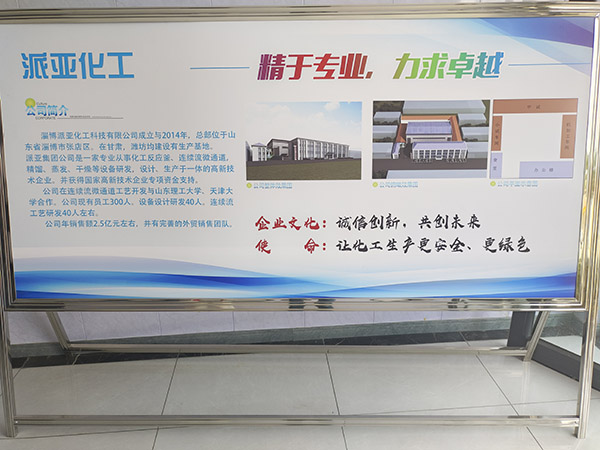 派亚化工
精于专业，力求卓越
公司简介
淄博派亚化工科技有限公司成立与2014年，总部位于山
东省淄博市张店区，在甘肃，潍坊均建设有生产基地。
派亚集团公司是一家专业从事化工反应釜、连续流微通道，
精馏、蒸发、干燥等设备研发，设计、生产于一体的高新技
术企业，并获得国家高新技术企业专项资金支持。
公司在连续流微通道工艺开发与山东理工大学、天津大
学合作，公司现有员工300人、设备设计研发40人，连续流
工艺研发40人左右。
公司年销售额2.5亿元左右，并有完善的外贸销售团队。
企业文化：诚信创新，共创未来
使 命：让化工生产更安全、更绿色